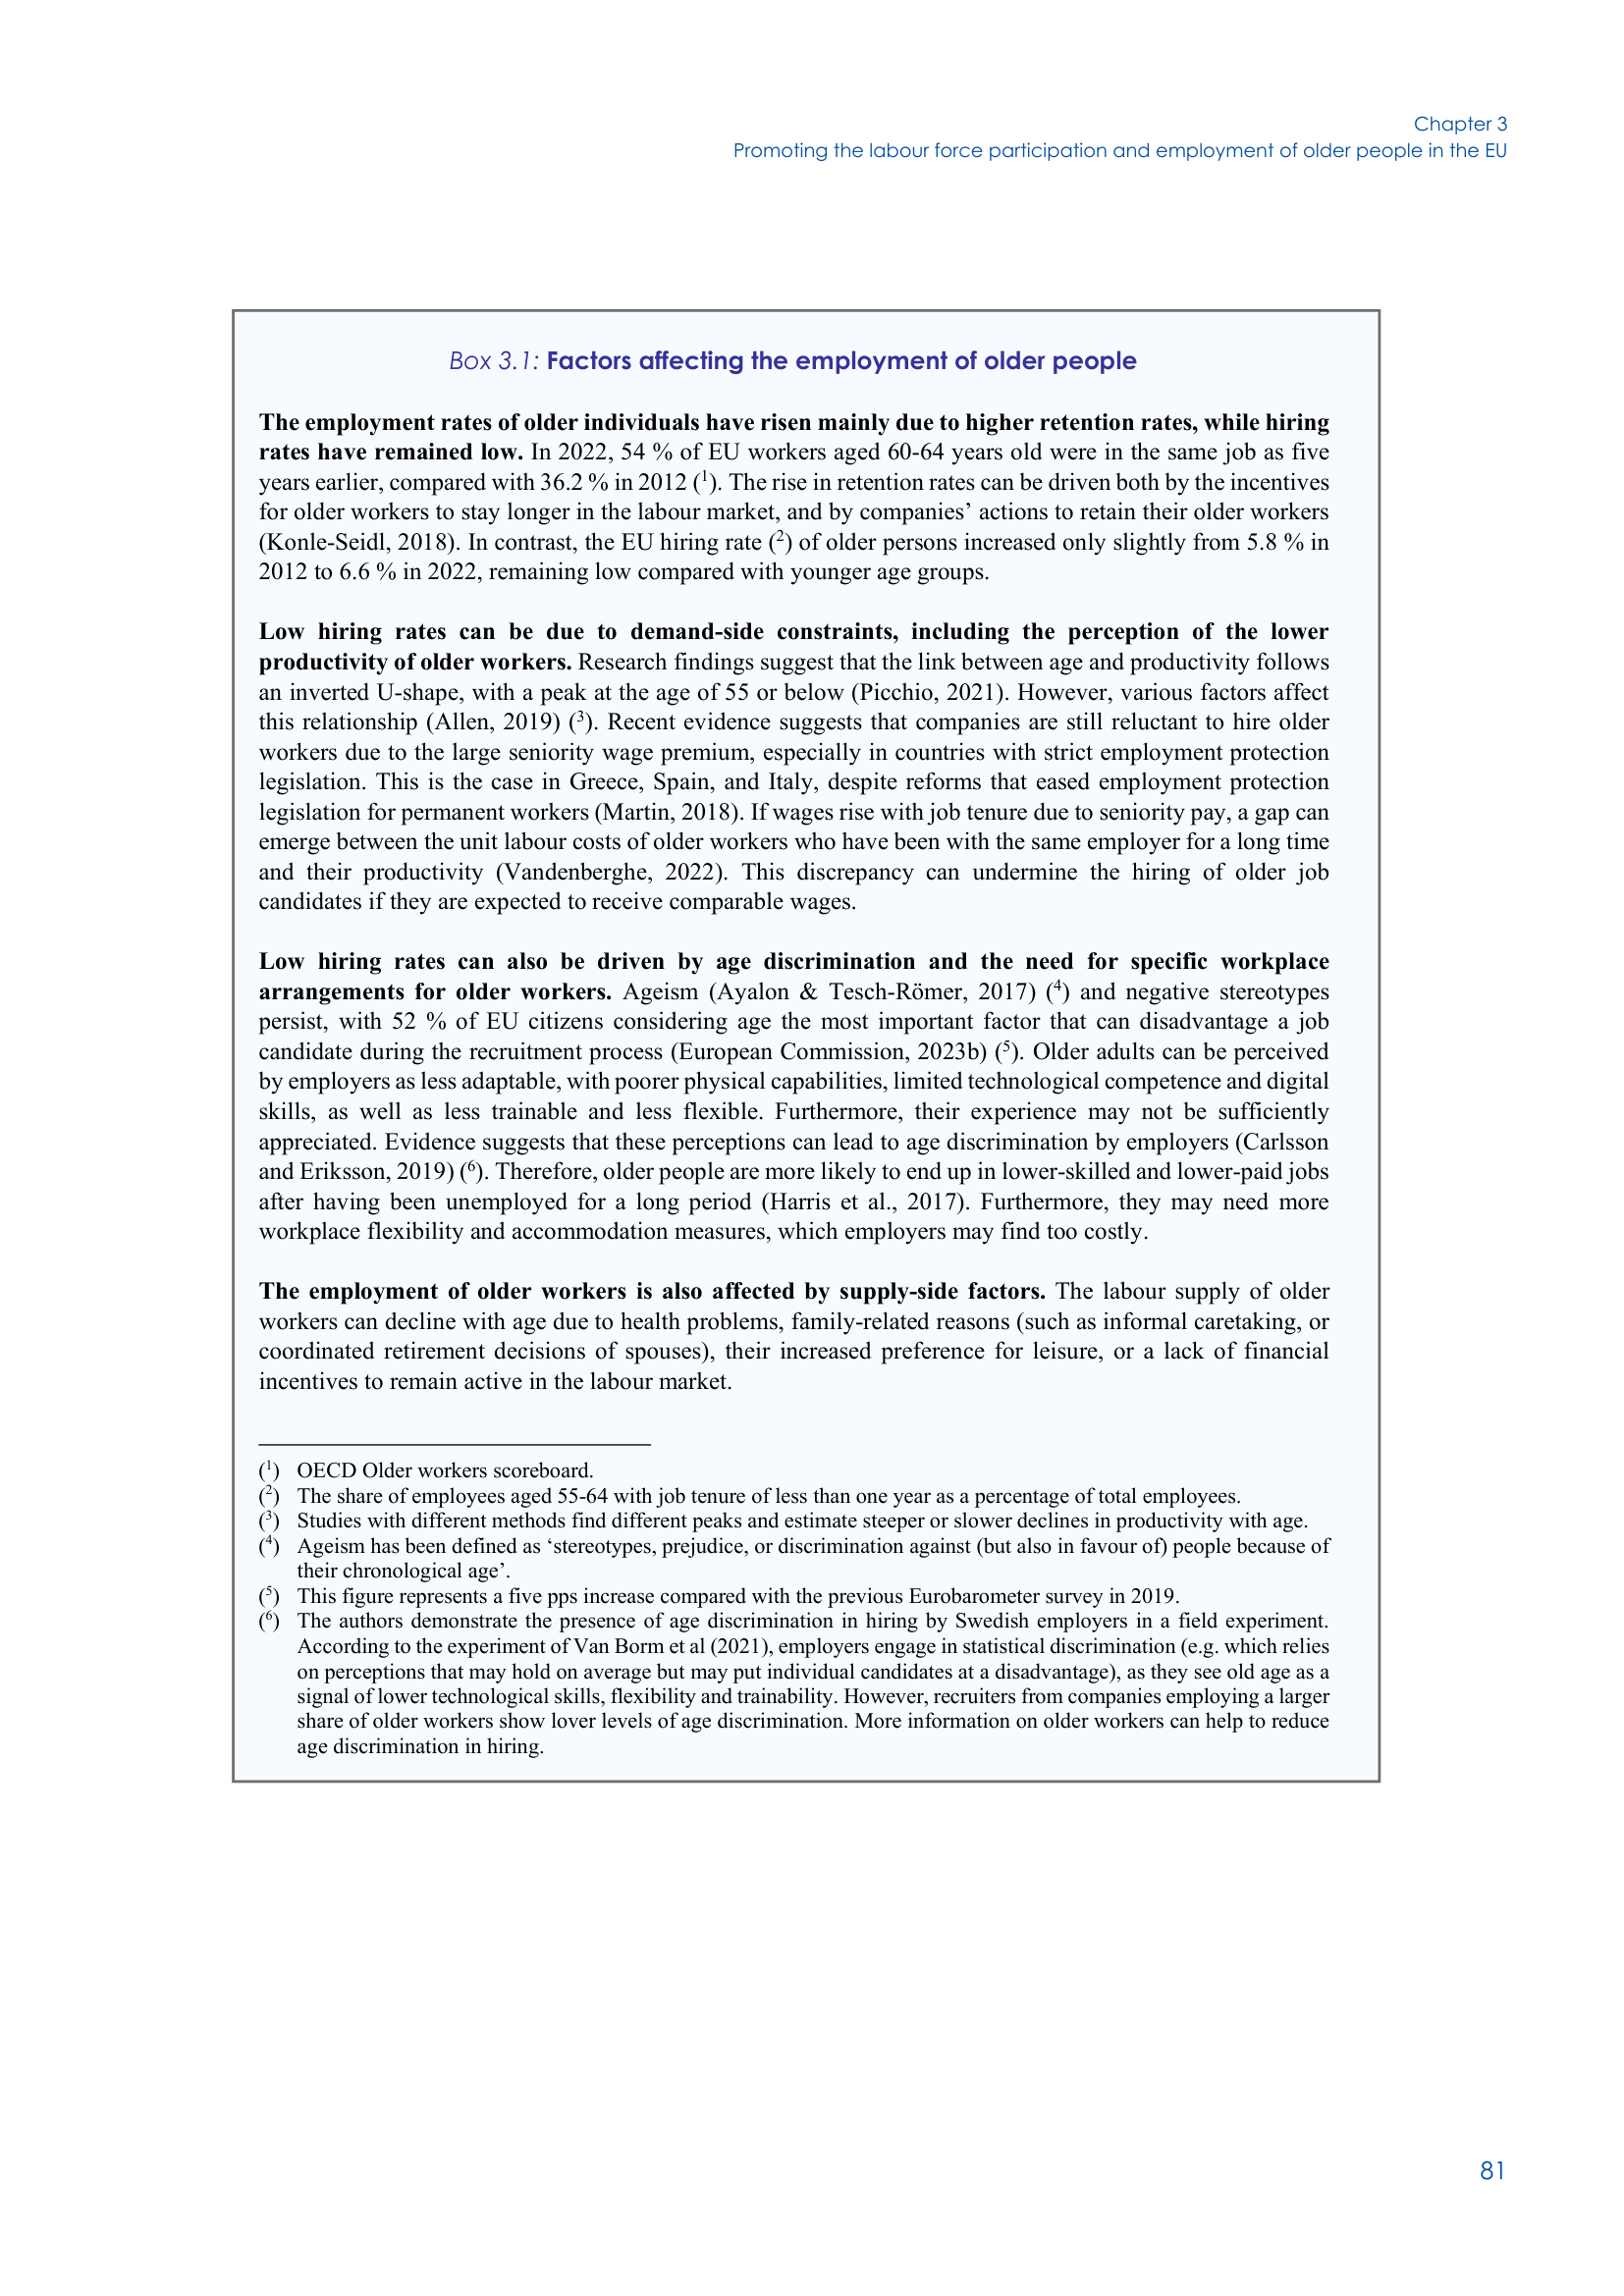 Chapter 3
Promoting the labour force participation and employment of older people in the EU
Box 3.1: Factors affecting the employment of older people
The employment rates of older individuals have risen mainly due to higher retention rates, while hiring
rates have remained low. In 2022, 54 % of EU workers aged 60-64 years old were in the same job as five
years earlier, compared with 36.2 % in 2012 (1). The rise in retention rates can be driven both by the incentives
for older workers to stay longer in the labour market, and by companies’ actions to retain their older workers
(Konle-Seidl, 2018). In contrast, the EU hiring rate (2) of older persons increased only slightly from 5.8 % in
2012 to 6.6 % in 2022, remaining low compared with younger age groups.
Low hiring rates can be due to demand-side constraints, including the perception of the lower
productivity of older workers. Research findings suggest that the link between age and productivity follows
an inverted U-shape, with a peak at the age of 55 or below (Picchio, 2021). However, various factors affect
this relationship (Allen, 2019) (3). Recent evidence suggests that companies are still reluctant to hire older
workers due to the large seniority wage premium, especially in countries with strict employment protection
legislation. This is the case in Greece, Spain, and Italy, despite reforms that eased employment protection
legislation for permanent workers (Martin, 2018). If wages rise with job tenure due to seniority pay, a gap can
emerge between the unit labour costs of older workers who have been with the same employer for a long time
and their productivity (Vandenberghe, 2022). This discrepancy can undermine the hiring of older job
candidates if they are expected to receive comparable wages.
Low hiring rates can also be driven by age discrimination and the need for specific workplace
arrangements for older workers. Ageism (Ayalon & Tesch-Römer, 2017) (4) and negative stereotypes
persist, with 52 % of EU citizens considering age the most important factor that can disadvantage a job
candidate during the recruitment process (European Commission, 2023b) (5). Older adults can be perceived
by employers as less adaptable, with poorer physical capabilities, limited technological competence and digital
skills, as well as less trainable and less flexible. Furthermore, their experience may not be sufficiently
appreciated. Evidence suggests that these perceptions can lead to age discrimination by employers (Carlsson
and Eriksson, 2019) (6). Therefore, older people are more likely to end up in lower-skilled and lower-paid jobs
after having been unemployed for a long period (Harris et al., 2017). Furthermore, they may need more
workplace flexibility and accommodation measures, which employers may find too costly.
The employment of older workers is also affected by supply-side factors. The labour supply of older
workers can decline with age due to health problems, family-related reasons (such as informal caretaking, or
coordinated retirement decisions of spouses), their increased preference for leisure, or a lack of financial
incentives to remain active in the labour market.
(1) OECD Older workers scoreboard.
(2) The share of employees aged 55-64 with job tenure of less than one year as a percentage of total employees.
(3) Studies with different methods find different peaks and estimate steeper or slower declines in productivity with age.
(4) Ageism has been defined as ‘stereotypes, prejudice, or discrimination against (but also in favour of) people because of
their chronological age’.
(5) This figure represents a five pps increase compared with the previous Eurobarometer survey in 2019.
(6) The authors demonstrate the presence of age discrimination in hiring by Swedish employers in a field experiment.
According to the experiment of Van Borm et al (2021), employers engage in statistical discrimination (e.g. which relies
on perceptions that may hold on average but may put individual candidates at a disadvantage), as they see old age as a
signal of lower technological skills, flexibility and trainability. However, recruiters from companies employing a larger
share of older workers show lover levels of age discrimination. More information on older workers can help to reduce
age discrimination in hiring.
81